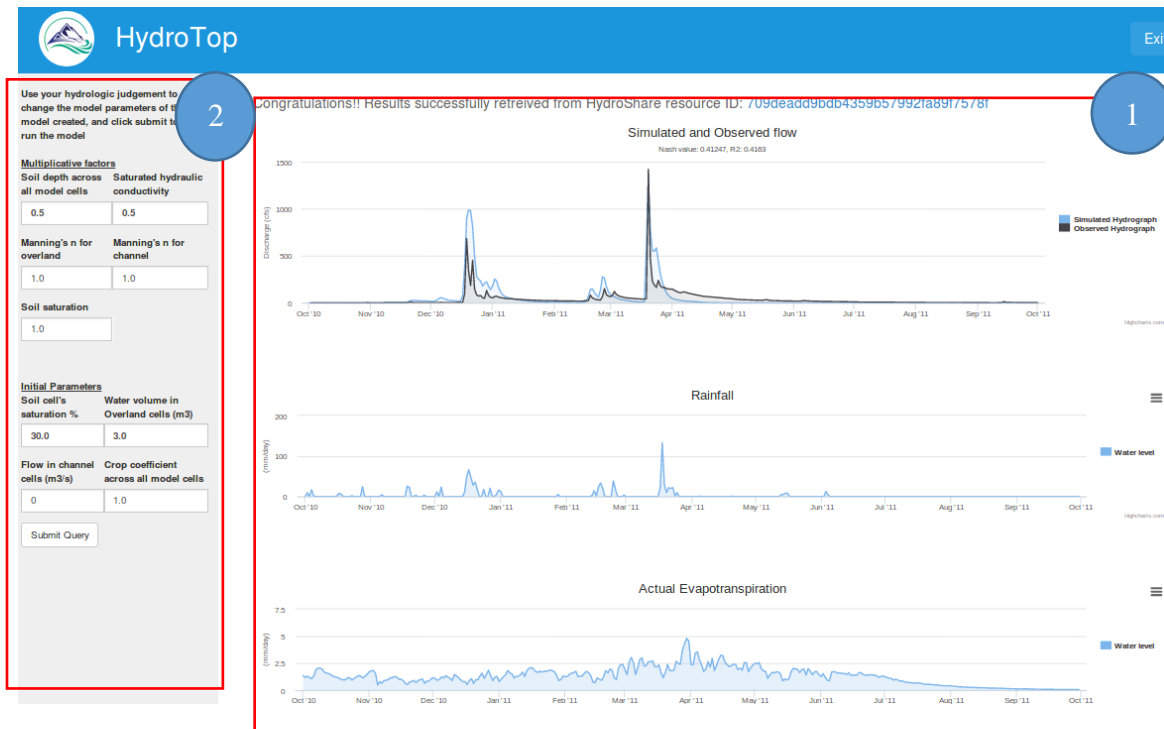 HydroTop
Exit
Use your hydrologic judgement to
change the model parameters of th
model created, and click submit to
run the model
2
Multiplicative factors
Soil depth across all model cells
0.5
Saturated hydraulic conductivity
0.5
Manning's n for overland
1.0
Manning's n for channel
1.0
Soil saturation
1.0
Initial Parameters
Soil cell's saturation %
30.0
Water volume in Overland cells (m3)
3.0
Flow in channel cells (m3/s)
0
Crop coefficient across all model cells
1.0
Submit Query
Congratulations!! Results successfully retreived from HydroShare resource ID: 709deadd9bdb4359b57992fa89f7578f
1
Simulated and Observed flow
Nash value: 0.41247, R2: 0.4163
Discharge (cfs)
1500
1000
500
0
Oct '10 Nov '10 Dec '10 Jan '11 Feb '11 Mar '11 Apr '11 May '11 Jun '11 Jul '11 Aug '11 Sep '11 Oct '11
Simulated Hydrograph
Observed Hydrograph
Highcharts.com
Rainfall
(mm/day)
200
100
0
Oct '10 Nov '10 Dec '10 Jan '11 Feb '11 Mar '11 Apr '11 May '11 Jun '11 Jul '11 Aug '11 Sep '11 Oct '11
Water level
Highcharts.com
Actual Evapotranspiration
(mm/day)
7.5
5
2.5
0
Oct '10 Nov '10 Dec '10 Jan '11 Feb '11 Mar '11 Apr '11 May '11 Jun '11 Jul '11 Aug '11 Sep '11 Oct '11
Water level